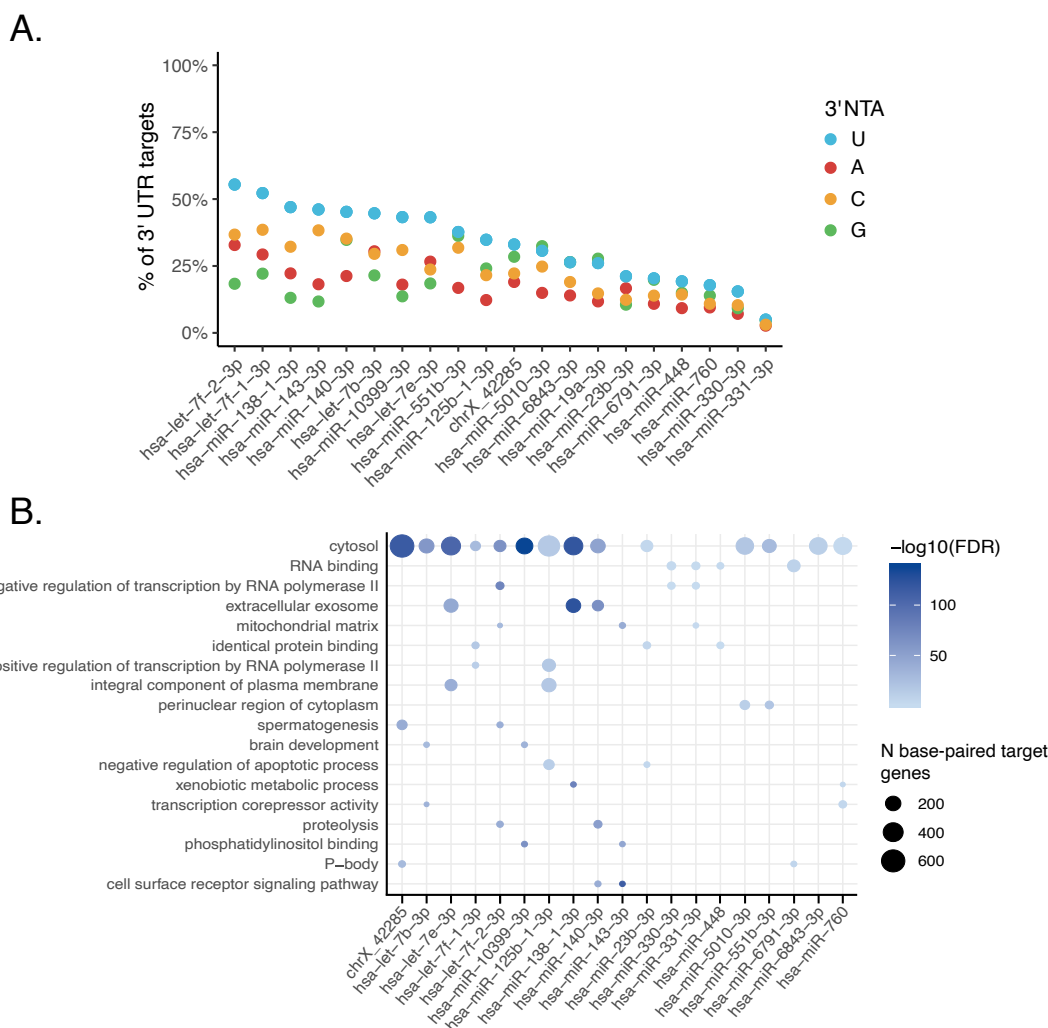 A.
% of 3' UTR targets
100%
75%
50%
25%
0%
3'NTA
U
A
C
G
hsa−let−7f−2−3p
hsa−let−7f−1−3p
hsa−miR−138−1−3p
hsa−miR−143−3p
hsa−miR−140−3p
hsa−let−7b−3p
hsa−miR−10399−3p
hsa−let−7e−3p
hsa−miR−551b−3p
hsa−miR−125b−1−3p
chrX_42285
hsa−miR−5010−3p
hsa−miR−6843−3p
hsa−miR−19a−3p
hsa−miR−23b−3p
hsa−miR−6791−3p
hsa−miR−448
hsa−miR−760
hsa−miR−330−3p
hsa−miR−331−3p
B.
cytosol
RNA binding
gative regulation of transcription by RNA polymerase II
extracellular exosome
mitochondrial matrix
identical protein binding
ositive regulation of transcription by RNA polymerase II
integral component of plasma membrane
perinuclear region of cytoplasm
spermatogenesis
brain development
negative regulation of apoptotic process
xenobiotic metabolic process
transcription corepressor activity
proteolysis
phosphatidylinositol binding
P−body
cell surface receptor signaling pathway
chrX_42285
hsa−let−7b−3p
hsa−let−7e−3p
hsa−let−7f−1−3p
hsa−let−7f−2−3p
hsa−miR−10399−3p
hsa−miR−125b−1−3p
hsa−miR−138−1−3p
hsa−miR−140−3p
hsa−miR−143−3p
hsa−miR−23b−3p
hsa−miR−330−3p
hsa−miR−331−3p
hsa−miR−448
hsa−miR−5010−3p
hsa−miR−551b−3p
hsa−miR−6791−3p
hsa−miR−6843−3p
hsa−miR−760
−log10(FDR)
100
50
N base−paired target
genes
200
400
600